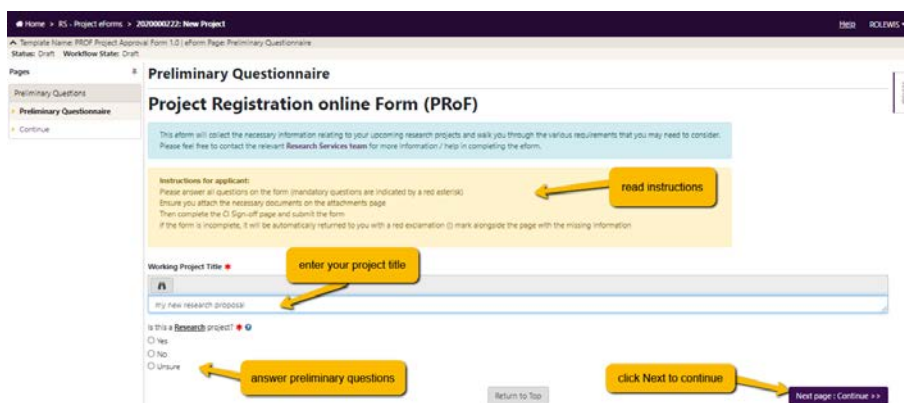 Home > RS - Project eForms > 2020000222: New Project
Help ROLEWIS
Template Name: PROF Project Approval Form 1.0 | eForm Page: Preliminary Questionnaire
Status: Draft Workflow State: Draft
Pages
Preliminary Questions
Preliminary Questionnaire
Continue
Preliminary Questionnaire
Project Registration online Form (PRoF)
This eform will collect the necessary information relating to your upcoming research projects and walk you through the various requirements that you may need to consider.
Please feel free to contact the relevant Research Services team for more information / help in completing the eform.
Instructions for applicant:
Please answer all questions on the form (mandatory questions are indicated by a red asterisk)
Ensure you attach the necessary documents on the attachments page
Then complete the CI Sign-off page and submit the form
If the form is incomplete, it will be automatically returned to you with a red exclamation (!) mark alongside the page with the missing information
read instructions
Working Project Title *
enter your project title
my new research proposal
Is this a Research project? *
Yes
No
Unsure
answer preliminary questions
click Next to continue
Return to Top
Next page : Continue >>